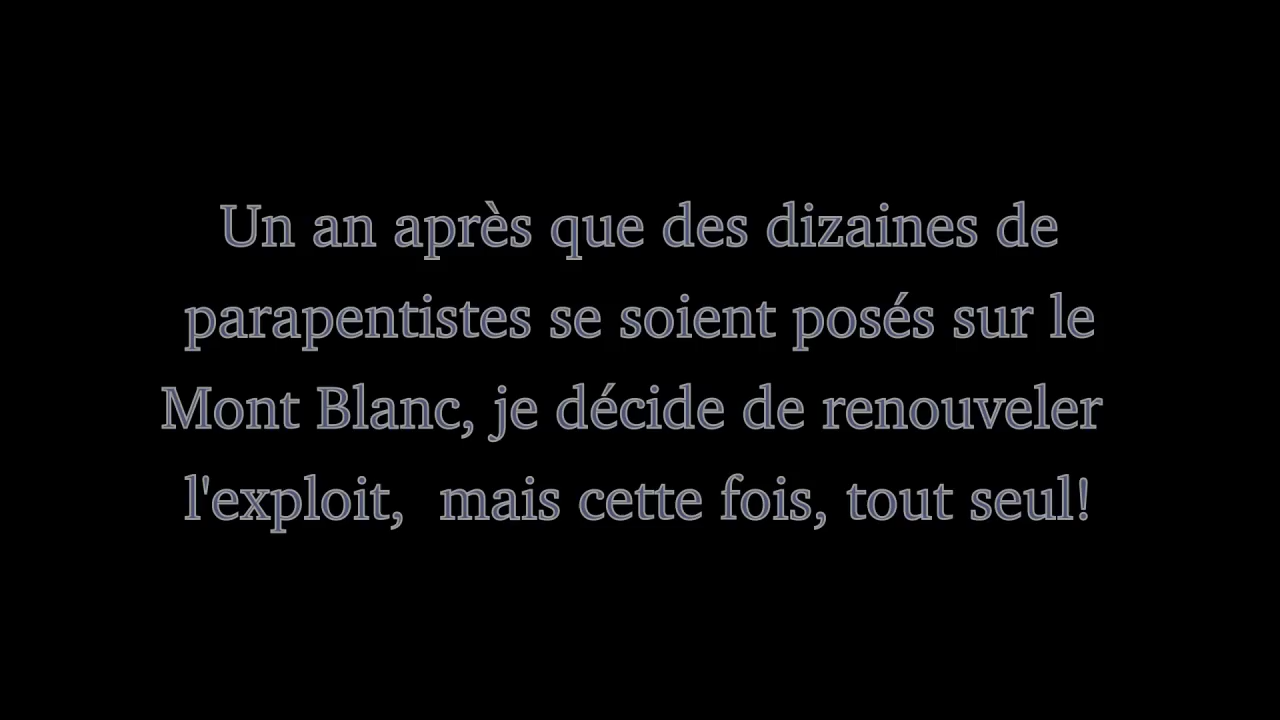 Un an après que des dizaines de
parapentistes se soient posés sur le
Mont Blanc, je décide de renouveler
l'exploit,  mais cette fois, tout seul!